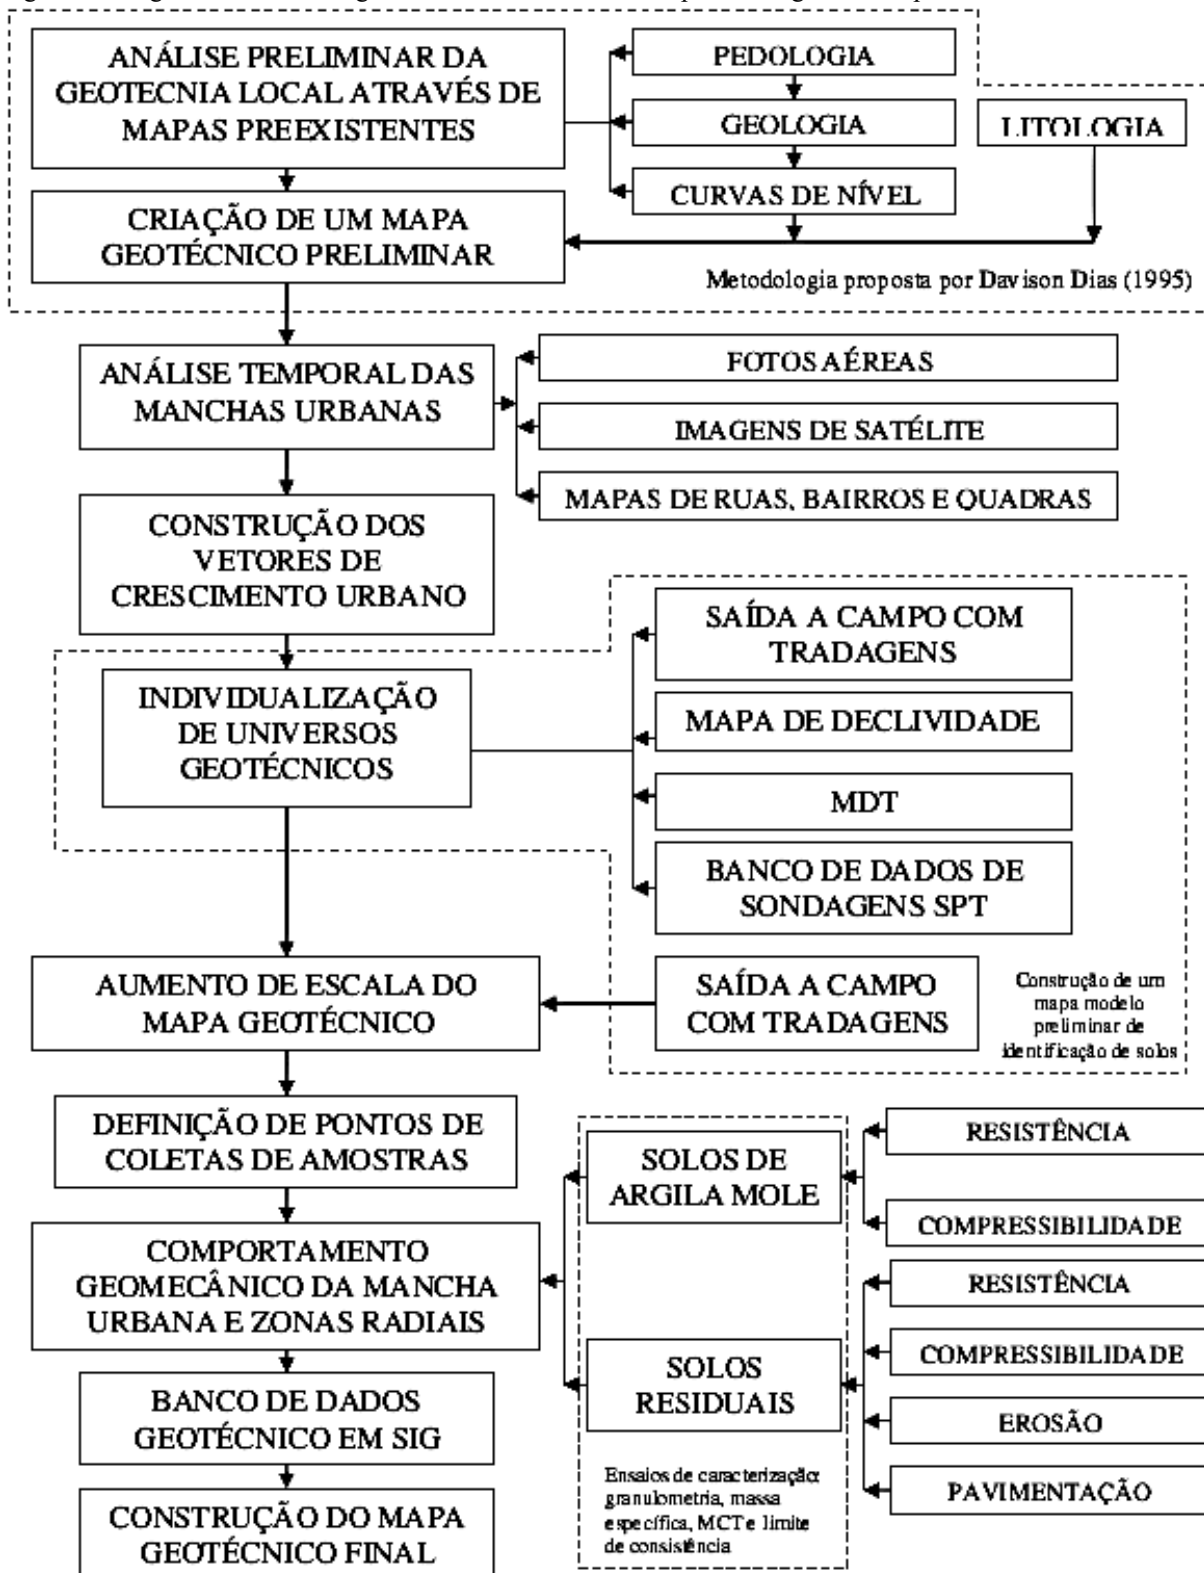 ANÁLISE PRELIMINAR DA
GEOTECNIA LOCAL ATRAVÉS DE
MAPAS PREEXISTENTES
PEDOLOGIA
GEOLOGIA
CURVAS DE NÍVEL
LITOLOGIA
CRIAÇÃO DE UM MAPA
GEOTÉCNICO PRELIMINAR
Metodologia proposta por Davison Dias (1995)
ANÁLISE TEMPORAL DAS
MANCHAS URBANAS
FOTOS AÉREAS
IMAGENS DE SATÉLITE
MAPAS DE RUAS, BAIRROS E QUADRAS
CONSTRUÇÃO DOS
VETORES DE
CRESCIMENTO URBANO
INDIVIDUALIZAÇÃO
DE UNIVERSOS
GEOTÉCNICOS
SAÍDA A CAMPO COM
TRADAGENS
MAPA DE DECLIVIDADE
MDT
BANCO DE DADOS DE
SONDAGENS SPT
AUMENTO DE ESCALA DO
MAPA GEOTÉCNICO
SAÍDA A CAMPO
COM TRADAGENS
Construção de um
mapa modelo
preliminar de
identificação de solos
DEFINIÇÃO DE PONTOS DE
COLETAS DE AMOSTRAS
SOLOS DE
ARGILA MOLE
RESISTÊNCIA
COMPRESSIBILIDADE
COMPORTAMENTO
GEOMECÂNICO DA MANCHA
URBANA E ZONAS RADIAIS
SOLOS
RESIDUAIS
RESISTÊNCIA
COMPRESSIBILIDADE
EROSÃO
PAVIMENTAÇÃO
BANCO DE DADOS
GEOTÉCNICO EM SIG
Ensaios de caracterização:
granulometria, massa
específica, MCT e limite
de consistência
CONSTRUÇÃO DO MAPA
GEOTÉCNICO FINAL